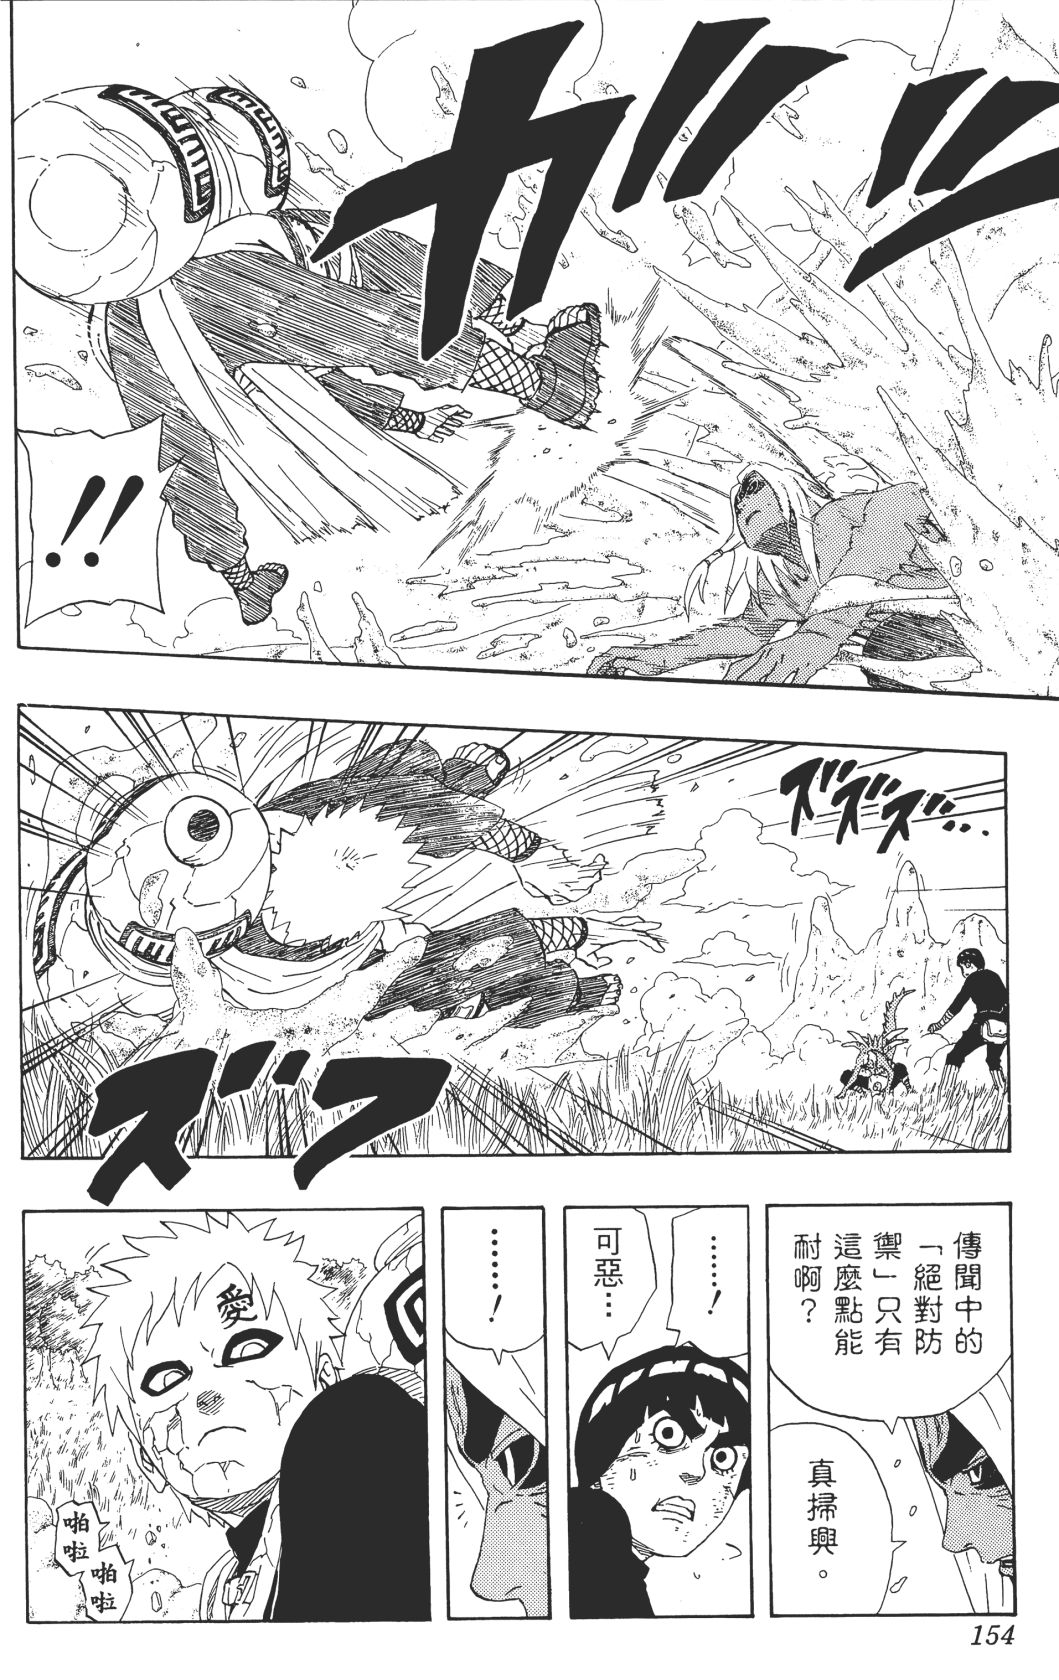 ガッ
!!
ズズズ…
ズズ
傳聞中的
「絕對防
禦」只有
這麼點能
耐啊?
真掃興。
……!
可惡…
……!
愛
啪啦
啪啦
154